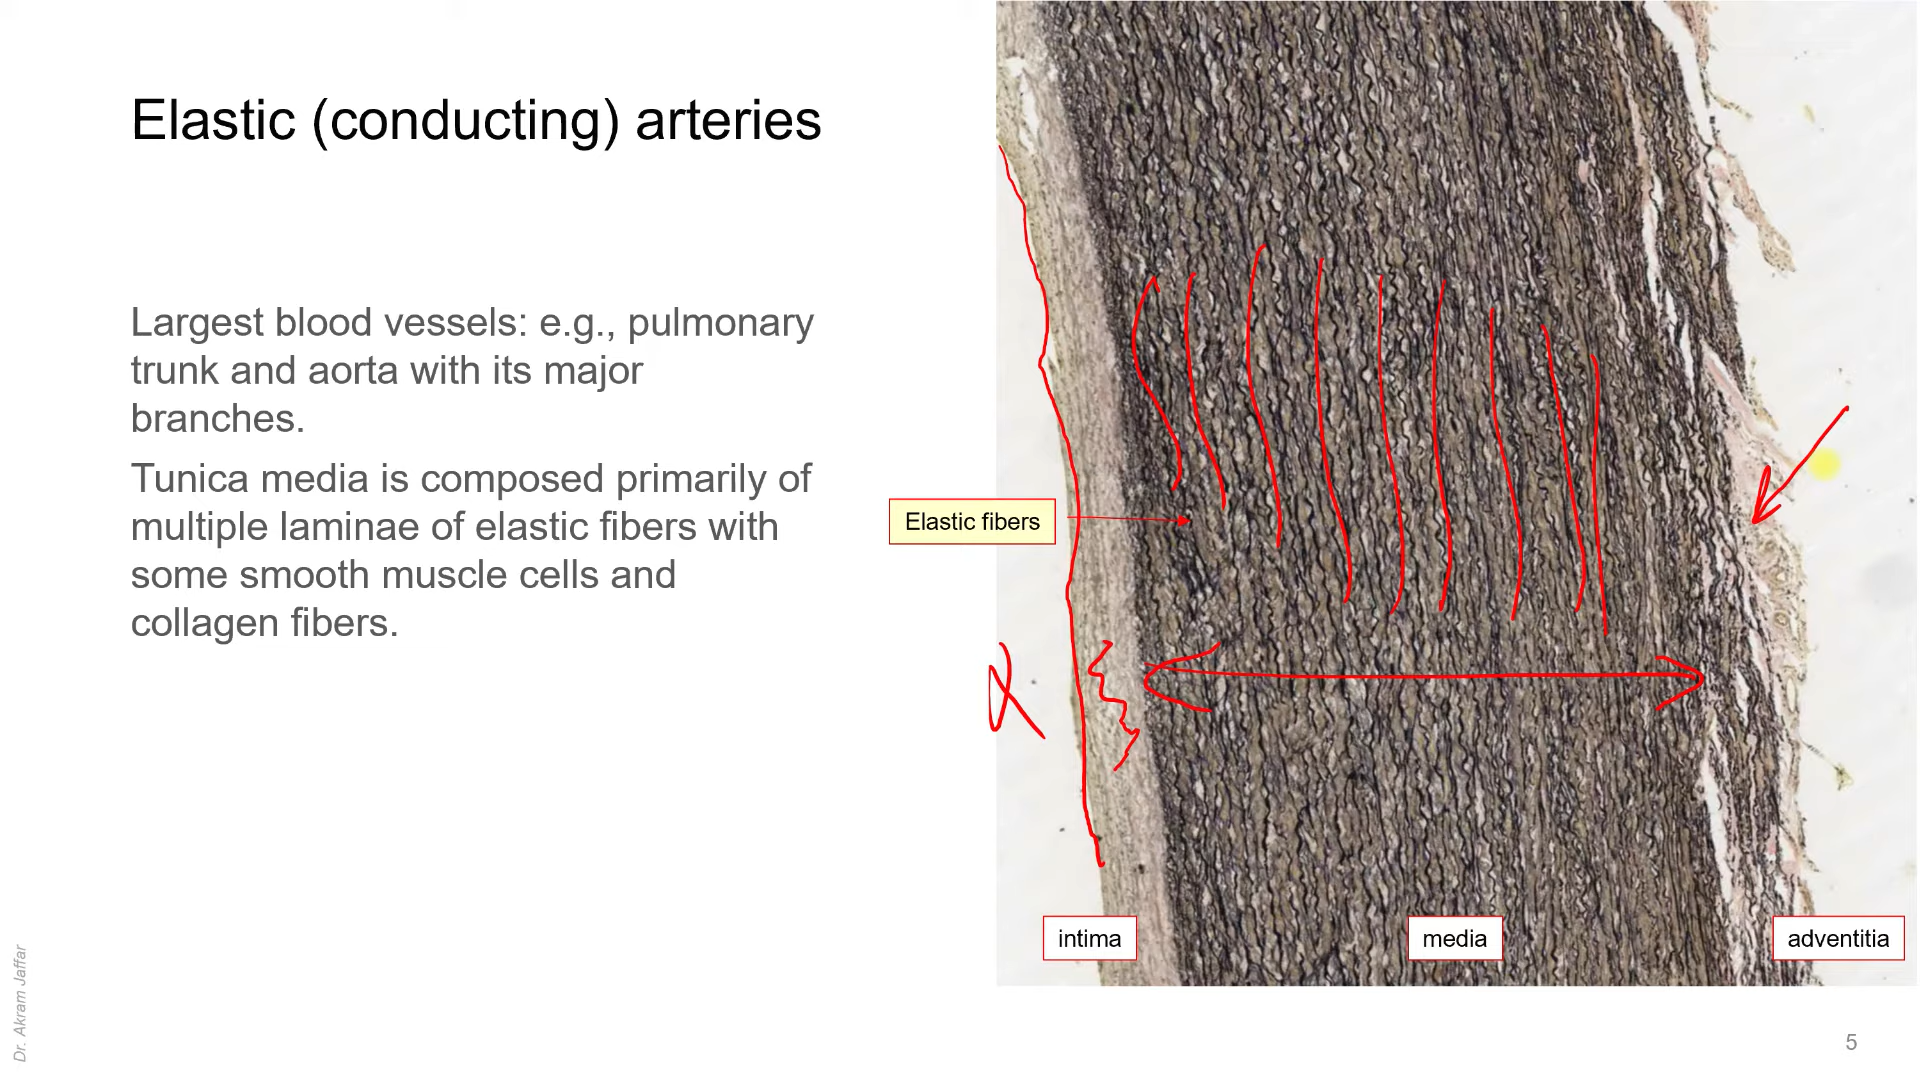 Elastic (conducting) arteries
Largest blood vessels: e.g., pulmonary
trunk and aorta with its major
branches.
Tunica media is composed primarily of
multiple laminae of elastic fibers with
some smooth muscle cells and
collagen fibers.
Elastic fibers
intima
media
adventitia
Dr. Akram Jaffar
5